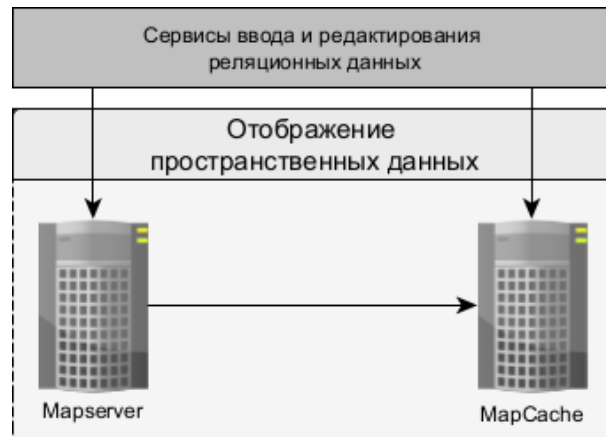 Сервисы ввода и редактирования
реляционных данных
Отображение
пространственных данных
Mapserver
MapCache